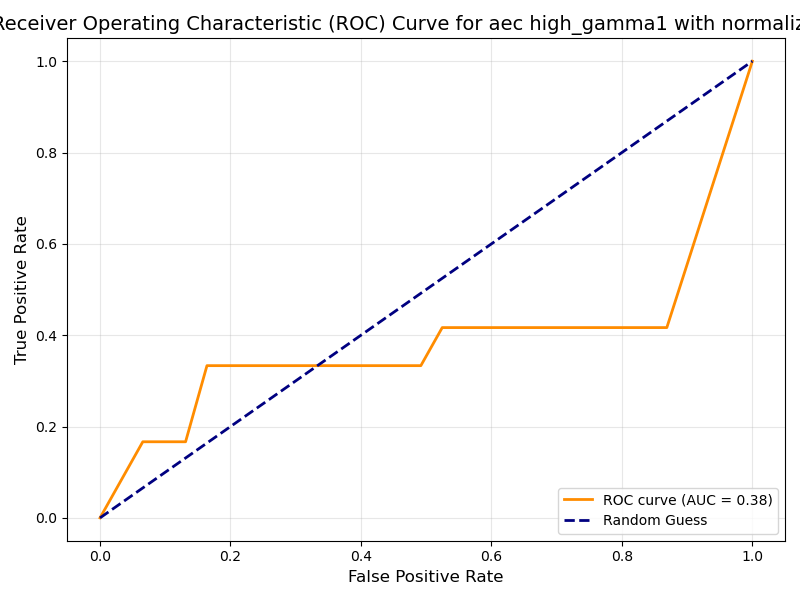 Receiver Operating Characteristic (ROC) Curve for aec high_gamma1 with normaliz
1.0
0.8
0.6
0.4
0.2
0.0
True Positive Rate
0.0 0.2 0.4 0.6 0.8 1.0
False Positive Rate
ROC curve (AUC = 0.38)
Random Guess